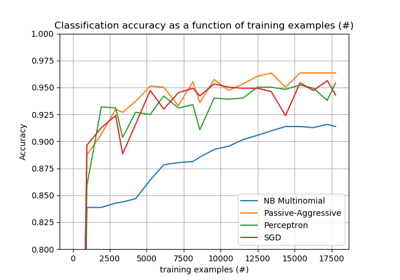 Classification accuracy as a function of training examples (#)
1.000
0.975
0.950
0.925
0.900
0.875
0.850
0.825
0.800
Accuracy
NB Multinomial
Passive-Aggressive
Perceptron
SGD
0 2500 5000 7500 10000 12500 15000 17500
training examples (#)